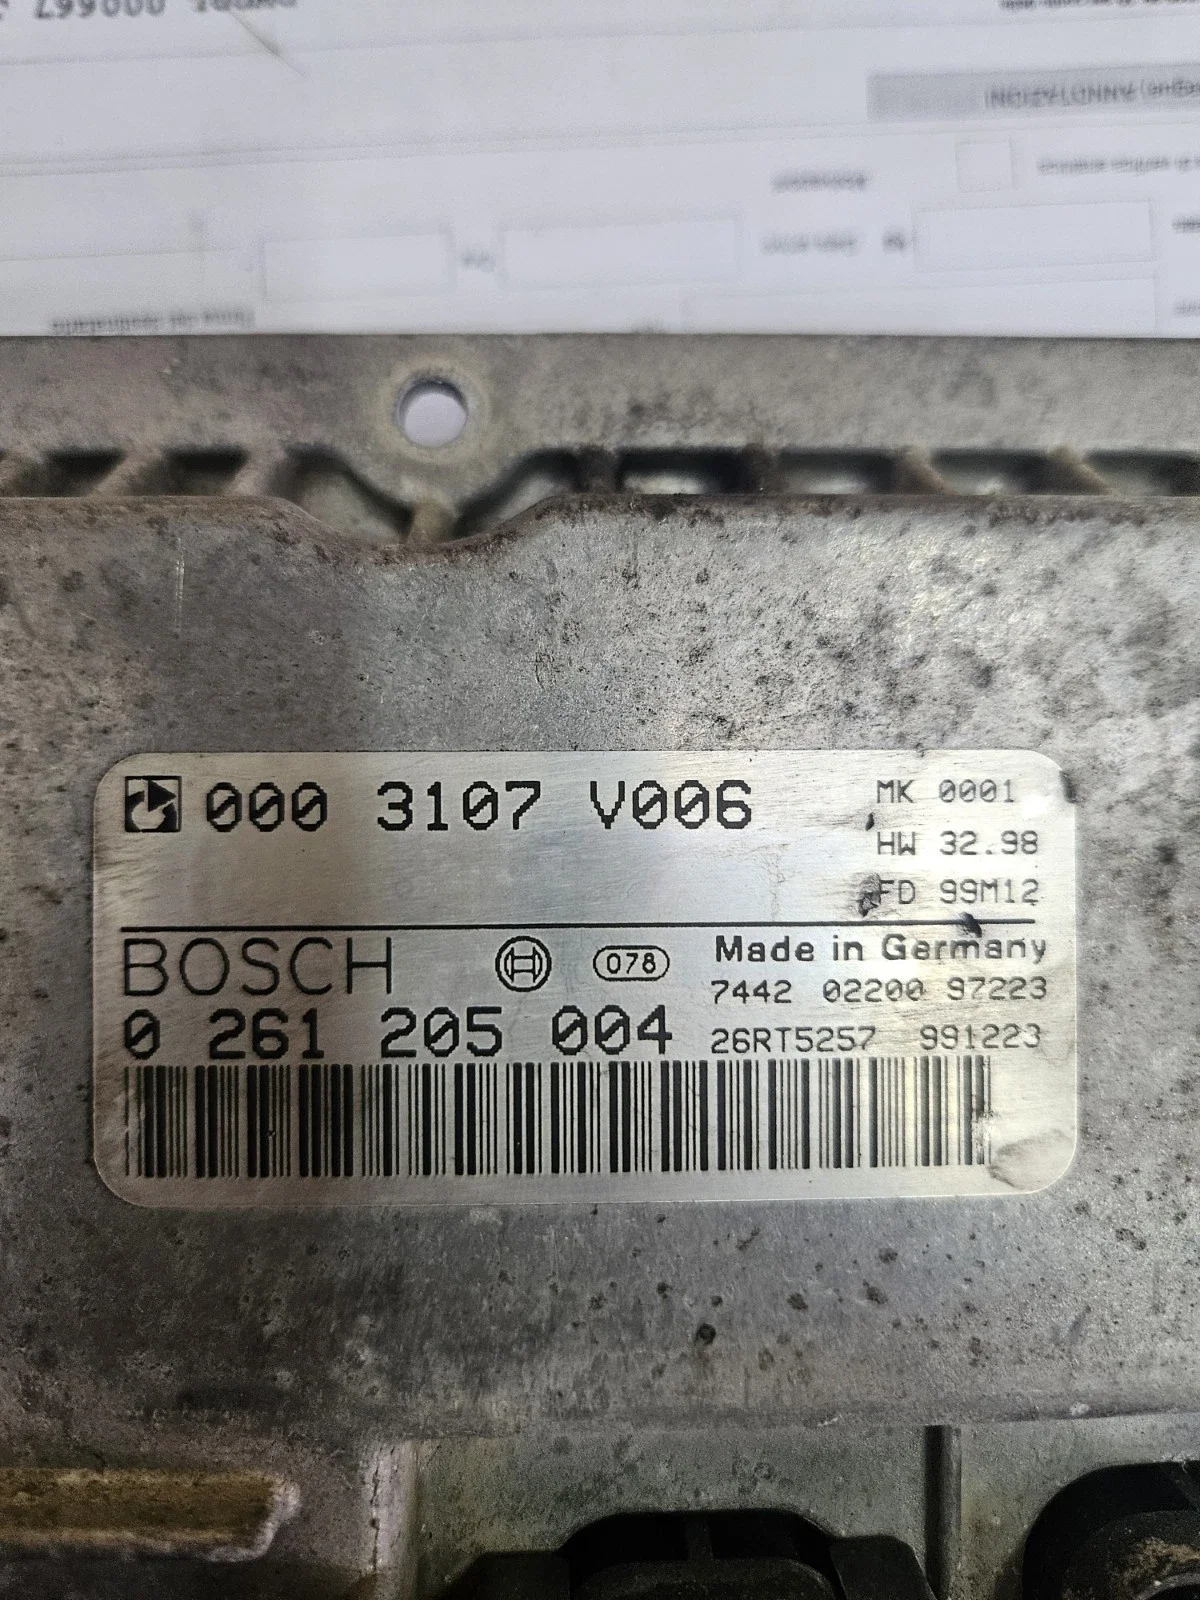 000 3107 V006
MK 0001
HW 32.98
FD 99M12
BOSCH
078
Made in Germany
7442 02200 97223
0 261 205 004
26RT5257 991223
ANNOTAZIONI